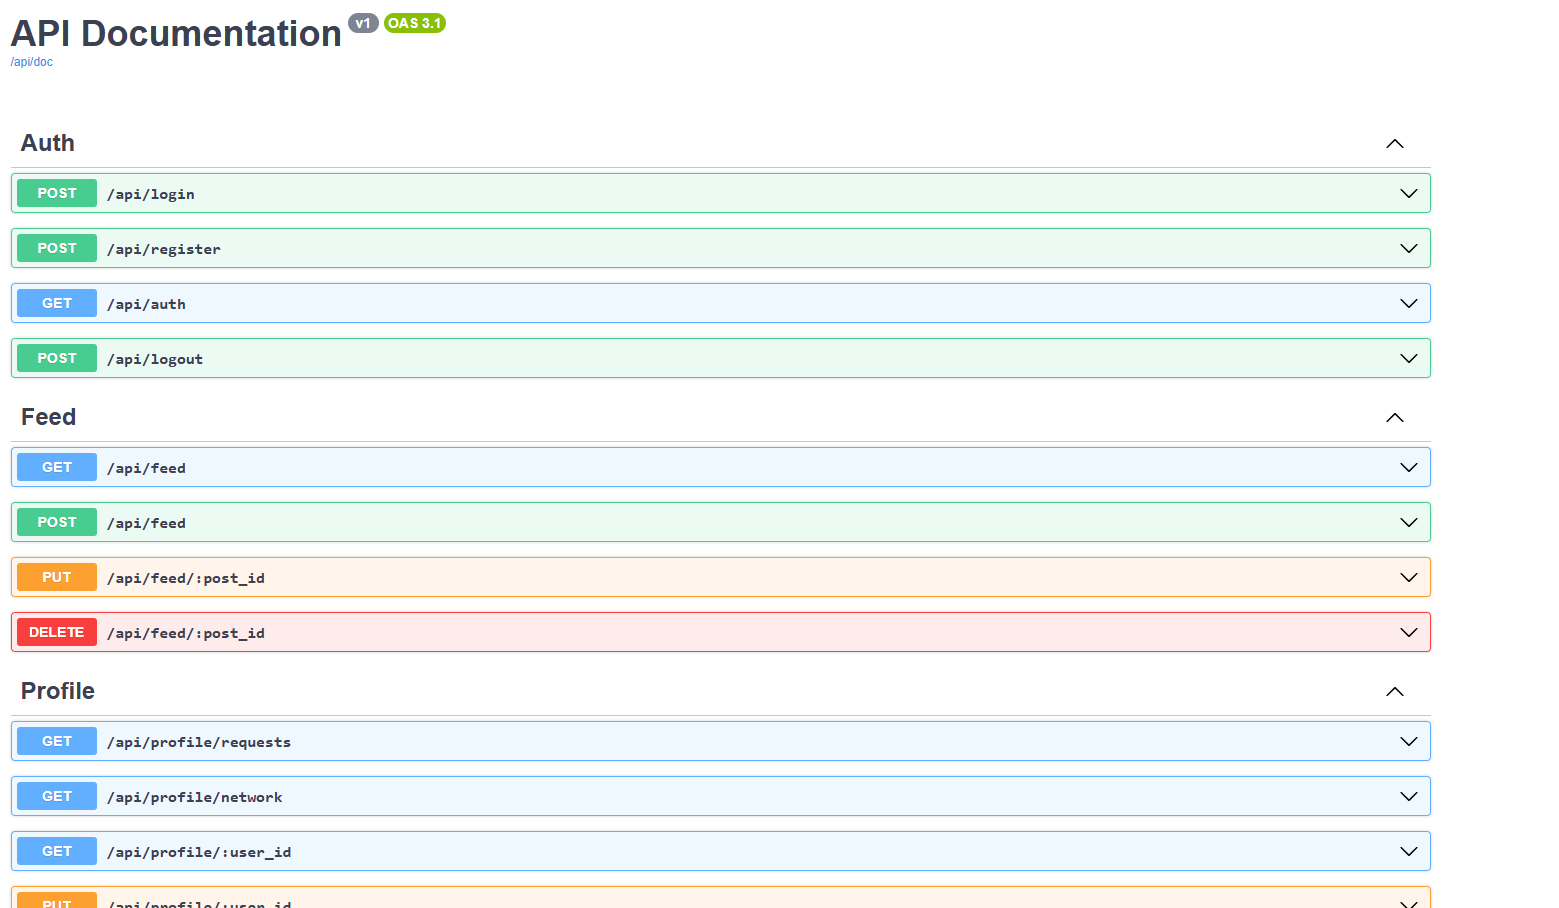 API Documentation v1 OAS 3.1
/api/doc
Auth
POST /api/login
POST /api/register
GET /api/auth
POST /api/logout
Feed
GET /api/feed
POST /api/feed
PUT /api/feed/:post_id
DELETE /api/feed/:post_id
Profile
GET /api/profile/requests
GET /api/profile/network
GET /api/profile/:user_id
PUT /api/profile/:user_id